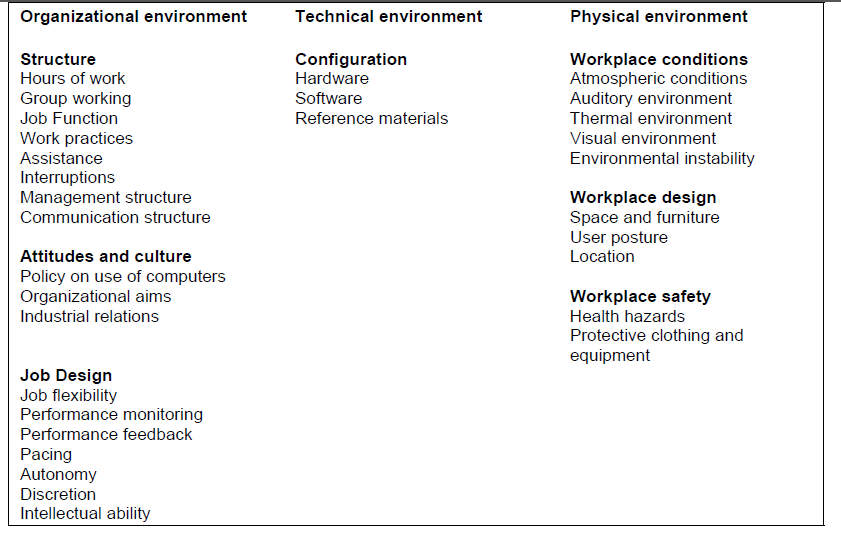 Organizational environment
Structure
Hours of work
Group working
Job Function
Work practices
Assistance
Interruptions
Management structure
Communication structure
Attitudes and culture
Policy on use of computers
Organizational aims
Industrial relations
Job Design
Job flexibility
Performance monitoring
Performance feedback
Pacing
Autonomy
Discretion
Intellectual ability
Technical environment
Configuration
Hardware
Software
Reference materials
Physical environment
Workplace conditions
Atmospheric conditions
Auditory environment
Thermal environment
Visual environment
Environmental instability
Workplace design
Space and furniture
User posture
Location
Workplace safety
Health hazards
Protective clothing and
equipment